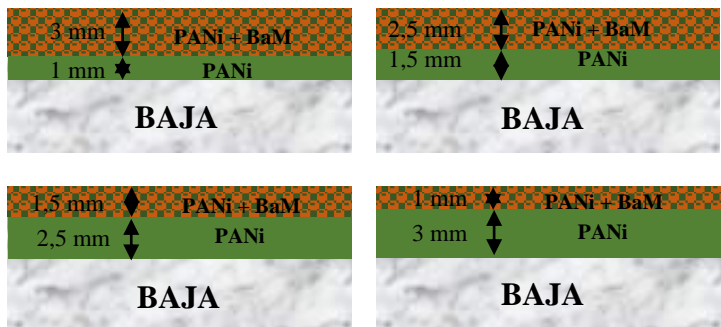 3 mm PANi + BaM
1 mm PANi
BAJA
2,5 mm PANi + BaM
1,5 mm PANi
BAJA
1,5 mm PANi + BaM
2,5 mm PANi
BAJA
1 mm PANi + BaM
3 mm PANi
BAJA